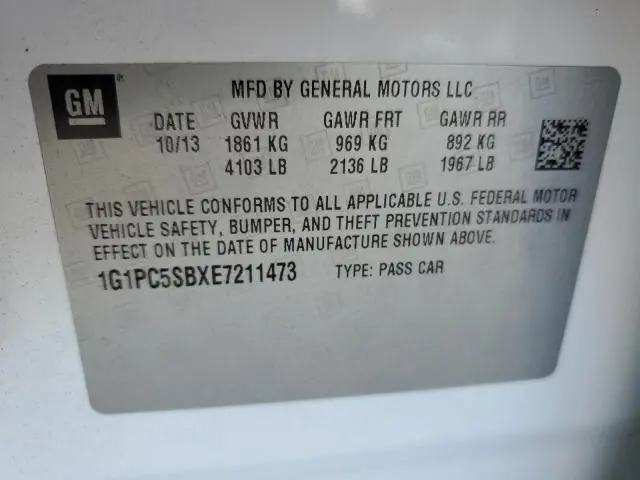 GM
MFD BY GENERAL MOTORS LLC
DATE GVWR GAWR FRT GAWR RR
10/13 1861 KG 969 KG 892 KG
4103 LB 2136 LB 1967 LB
THIS VEHICLE CONFORMS TO ALL APPLICABLE U.S. FEDERAL MOTOR
VEHICLE SAFETY, BUMPER, AND THEFT PREVENTION STANDARDS IN
EFFECT ON THE DATE OF MANUFACTURE SHOWN ABOVE.
1G1PC5SBXE7211473 TYPE: PASS CAR